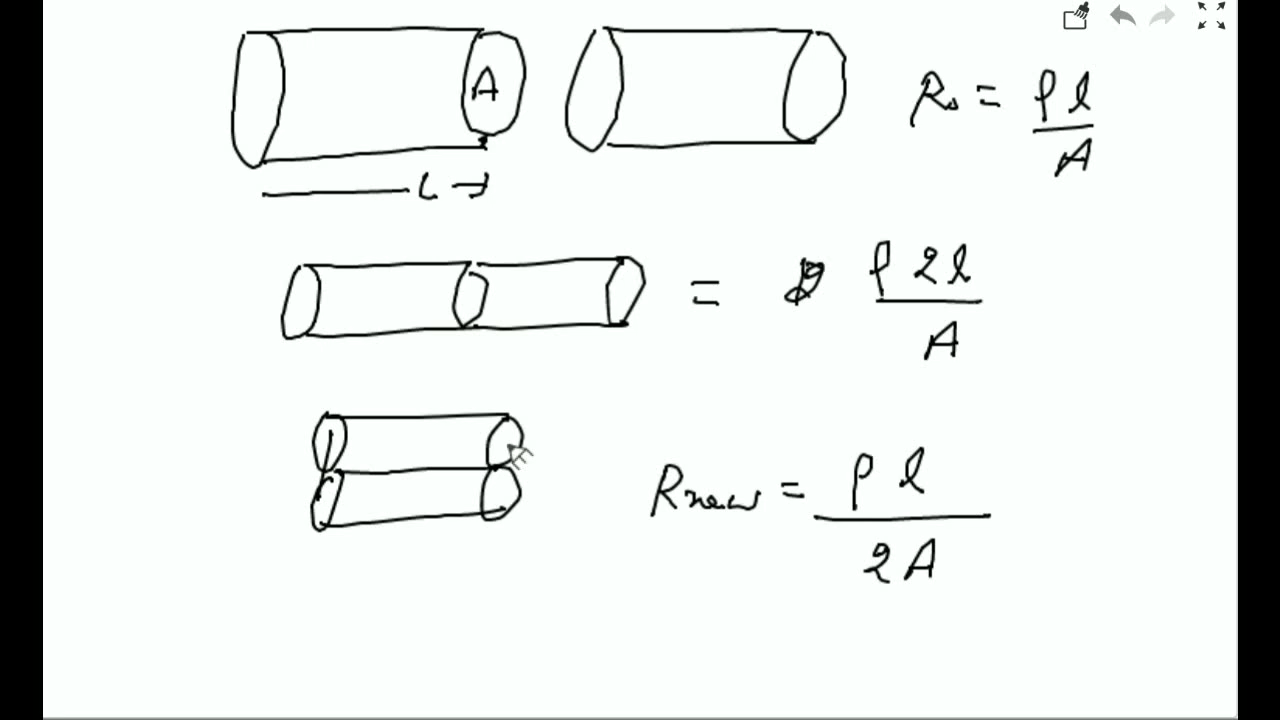 A
R₀ = ρl/A
L
= ρ2l/A
Rnew = ρl/2A